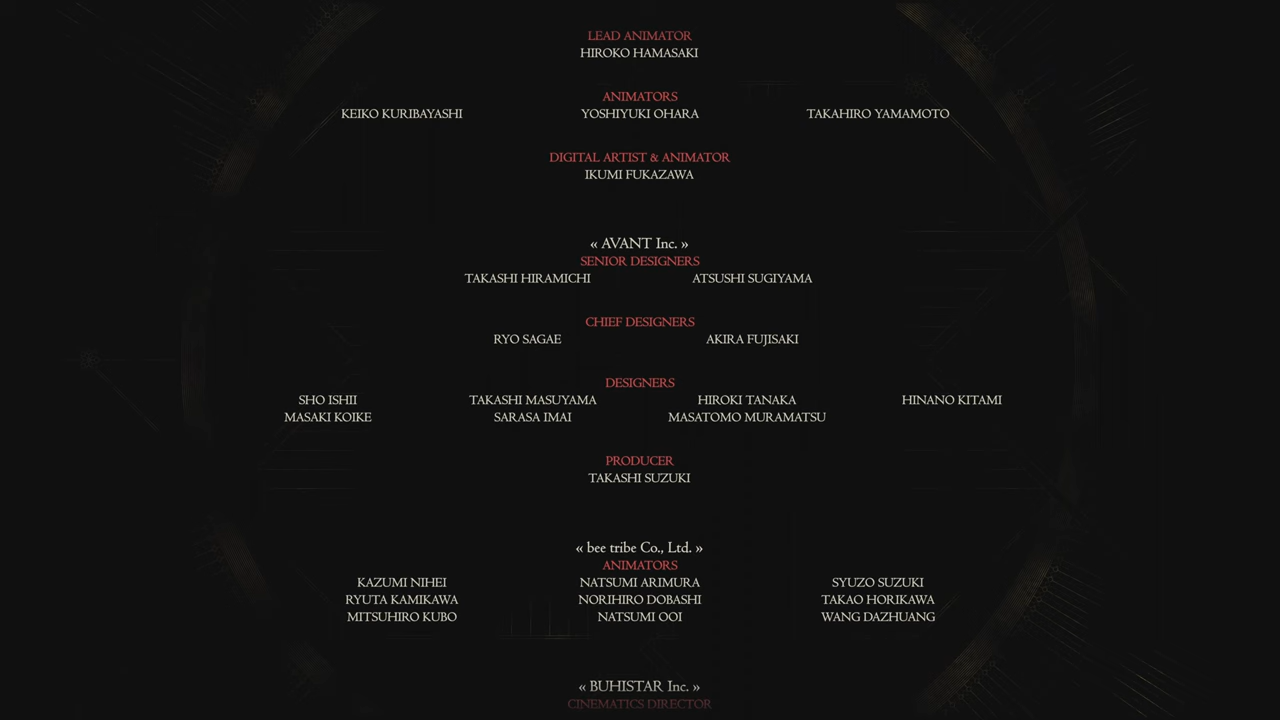 LEAD ANIMATOR
HIROKO HAMASAKI
ANIMATORS
KEIKO KURIBAYASHI YOSHIYUKI OHARA TAKAHIRO YAMAMOTO
DIGITAL ARTIST & ANIMATOR
IKUMI FUKAZAWA
« AVANT Inc. »
SENIOR DESIGNERS
TAKASHI HIRAMICHI ATSUSHI SUGIYAMA
CHIEF DESIGNERS
RYO SAGAE AKIRA FUJISAKI
DESIGNERS
SHO ISHII TAKASHI MASUYAMA HIROKI TANAKA HINANO KITAMI
MASAKI KOIKE SARASA IMAI MASATOMO MURAMATSU
PRODUCER
TAKASHI SUZUKI
« bee tribe Co., Ltd. »
ANIMATORS
KAZUMI NIHEI NATSUMI ARIMURA SYUZO SUZUKI
RYUTA KAMIKAWA NORIHIRO DOBASHI TAKAO HORIKAWA
MITSUHIRO KUBO NATSUMI OOI WANG DAZHUANG
« BUHISTAR Inc. »
CINEMATICS DIRECTOR